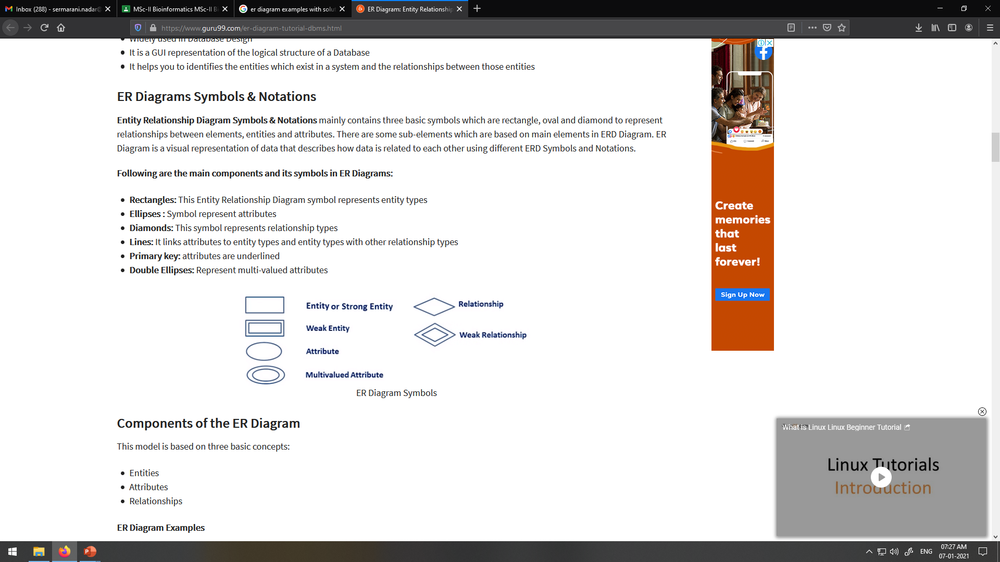 Inbox (288) - sermarani.nadar@
MSc-II Bioinformatics MSc-II B
er diagram examples with solut
ER Diagram: Entity Relationship
https://www.guru99.com/er-diagram-tutorial-dbms.html
Widely used in Database Design
It is a GUI representation of the logical structure of a Database
It helps you to identifies the entities which exist in a system and the relationships between those entities
ER Diagrams Symbols & Notations
Entity Relationship Diagram Symbols & Notations mainly contains three basic symbols which are rectangle, oval and diamond to represent
relationships between elements, entities and attributes. There are some sub-elements which are based on main elements in ERD Diagram. ER
Diagram is a visual representation of data that describes how data is related to each other using different ERD Symbols and Notations.
Following are the main components and its symbols in ER Diagrams:
Rectangles: This Entity Relationship Diagram symbol represents entity types
Ellipses : Symbol represent attributes
Diamonds: This symbol represents relationship types
Lines: It links attributes to entity types and entity types with other relationship types
Primary key: attributes are underlined
Double Ellipses: Represent multi-valued attributes
Entity or Strong Entity
Relationship
Weak Entity
Weak Relationship
Attribute
Multivalued Attribute
ER Diagram Symbols
Components of the ER Diagram
This model is based on three basic concepts:
Entities
Attributes
Relationships
ER Diagram Examples
Create
memories
that
last
forever!
Sign Up Now
What is Linux Linux Beginner Tutorial
Linux Tutorials
Introduction
ENG
07:27 AM
07-01-2021